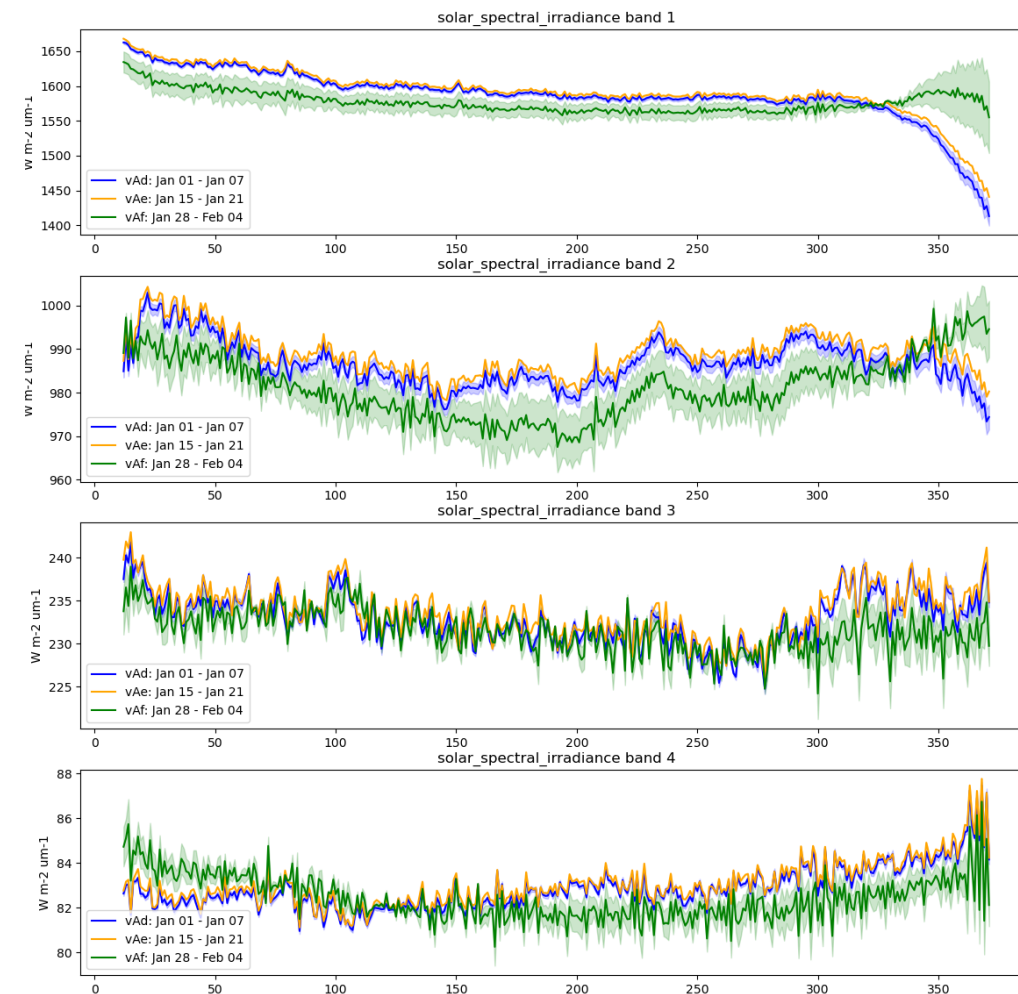 solar_spectral_irradiance band 1
W m-2 um-1
1650
1600
1550
1500
1450
1400
vAd: Jan 01 - Jan 07
vAe: Jan 15 - Jan 21
vAf: Jan 28 - Feb 04
0 50 100 150 200 250 300 350
solar_spectral_irradiance band 2
W m-2 um-1
1000
990
980
970
960
vAd: Jan 01 - Jan 07
vAe: Jan 15 - Jan 21
vAf: Jan 28 - Feb 04
0 50 100 150 200 250 300 350
solar_spectral_irradiance band 3
W m-2 um-1
240
235
230
225
vAd: Jan 01 - Jan 07
vAe: Jan 15 - Jan 21
vAf: Jan 28 - Feb 04
0 50 100 150 200 250 300 350
solar_spectral_irradiance band 4
W m-2 um-1
88
86
84
82
80
vAd: Jan 01 - Jan 07
vAe: Jan 15 - Jan 21
vAf: Jan 28 - Feb 04
0 50 100 150 200 250 300 350